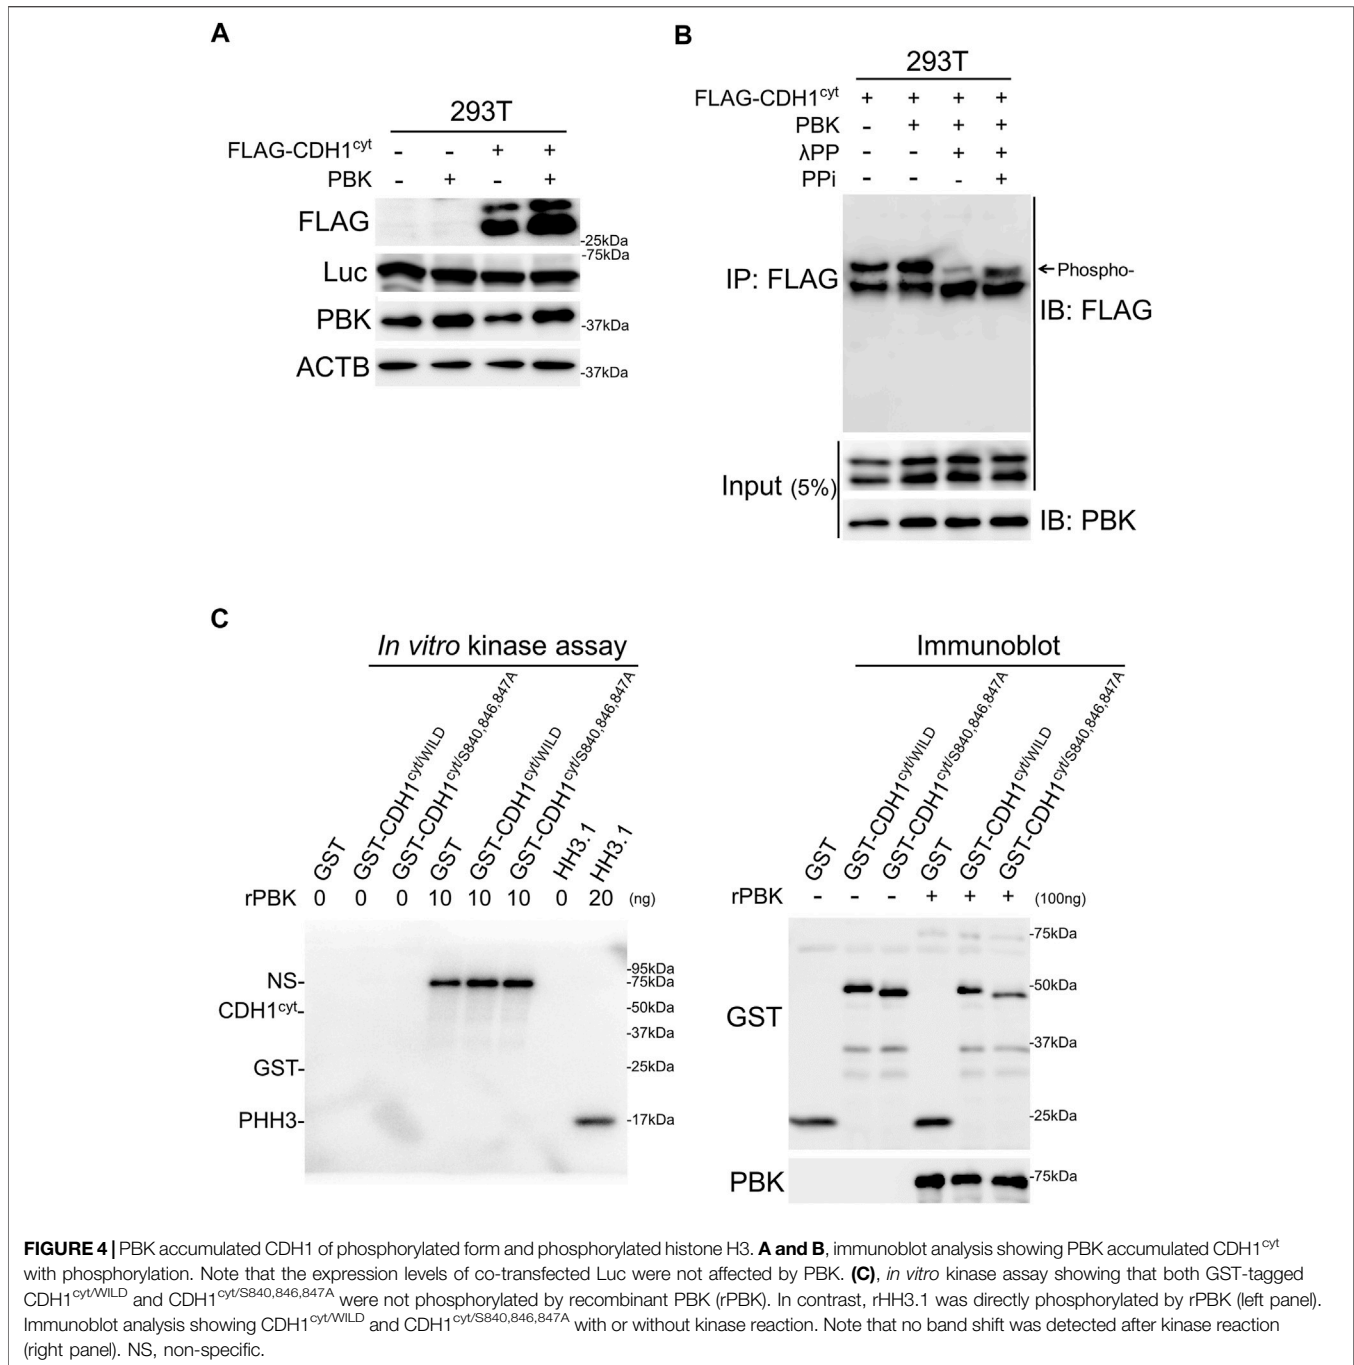 A
293T
FLAG-CDH1cyt - - + +
PBK - + - +
FLAG
-25kDa
-75kDa
Luc
PBK
-37kDa
ACTB
-37kDa
B
293T
FLAG-CDH1cyt + + + +
PBK - + + +
λPP - - + +
PPi - - - +
IP: FLAG
←Phospho-
IB: FLAG
Input (5%)
IB: PBK
C
In vitro kinase assay
GST
GST-CDH1cyt/WILD
GST-CDH1cyt/S840,846,847A
GST
GST-CDH1cyt/WILD
GST-CDH1cyt/S840,846,847A
HH3.1
HH3.1
rPBK 0 0 0 10 10 10 0 20 (ng)
NS-
CDH1cyt-
GST-
PHH3-
-95kDa
-75kDa
-50kDa
-37kDa
-25kDa
-17kDa
Immunoblot
GST
GST-CDH1cyt/WILD
GST-CDH1cyt/S840,846,847A
GST
GST-CDH1cyt/WILD
GST-CDH1cyt/S840,846,847A
rPBK - - - + + + (100ng)
-75kDa
-50kDa
GST
-37kDa
-25kDa
PBK
-75kDa
FIGURE 4 | PBK accumulated CDH1 of phosphorylated form and phosphorylated histone H3. A and B, immunoblot analysis showing PBK accumulated CDH1cyt
with phosphorylation. Note that the expression levels of co-transfected Luc were not affected by PBK. (C), in vitro kinase assay showing that both GST-tagged
CDH1cyt/WILD and CDH1cyt/S840,846,847A were not phosphorylated by recombinant PBK (rPBK). In contrast, rHH3.1 was directly phosphorylated by rPBK (left panel).
Immunoblot analysis showing CDH1cyt/WILD and CDH1cyt/S840,846,847A with or without kinase reaction. Note that no band shift was detected after kinase reaction
(right panel). NS, non-specific.